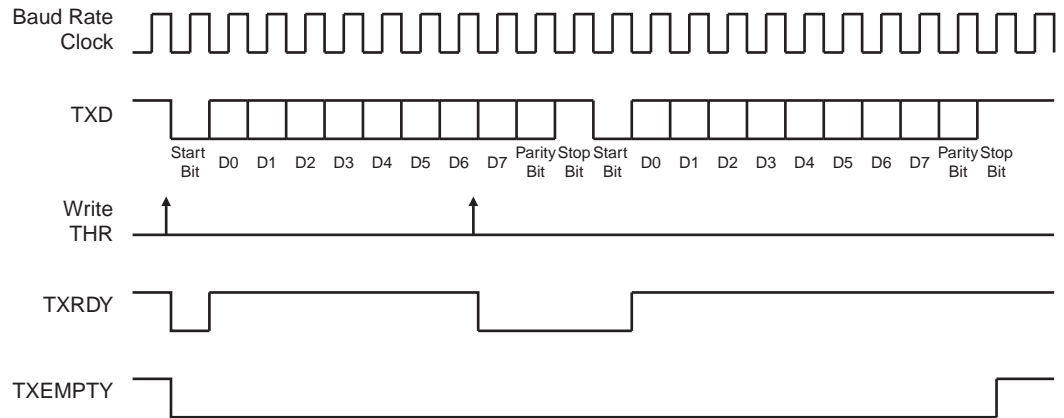 Baud Rate
Clock
TXD
Start
Bit D0 D1 D2 D3 D4 D5 D6 D7 Parity
Bit Stop
Bit Start
Bit D0 D1 D2 D3 D4 D5 D6 D7 Parity
Bit Stop
Bit
Write
THR
TXRDY
TXEMPTY